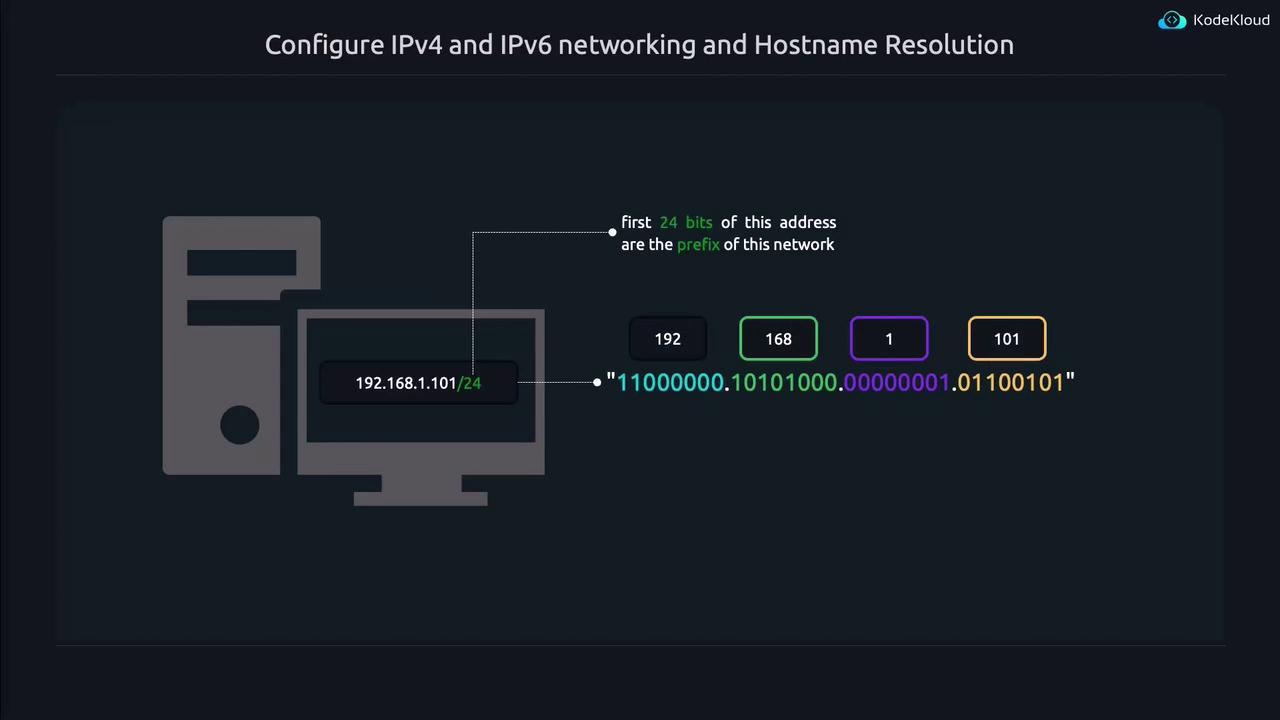 KodeKloud
Configure IPv4 and IPv6 networking and Hostname Resolution
first 24 bits of this address
are the prefix of this network
192 168 1 101
192.168.1.101/24
"11000000.10101000.00000001.01100101"